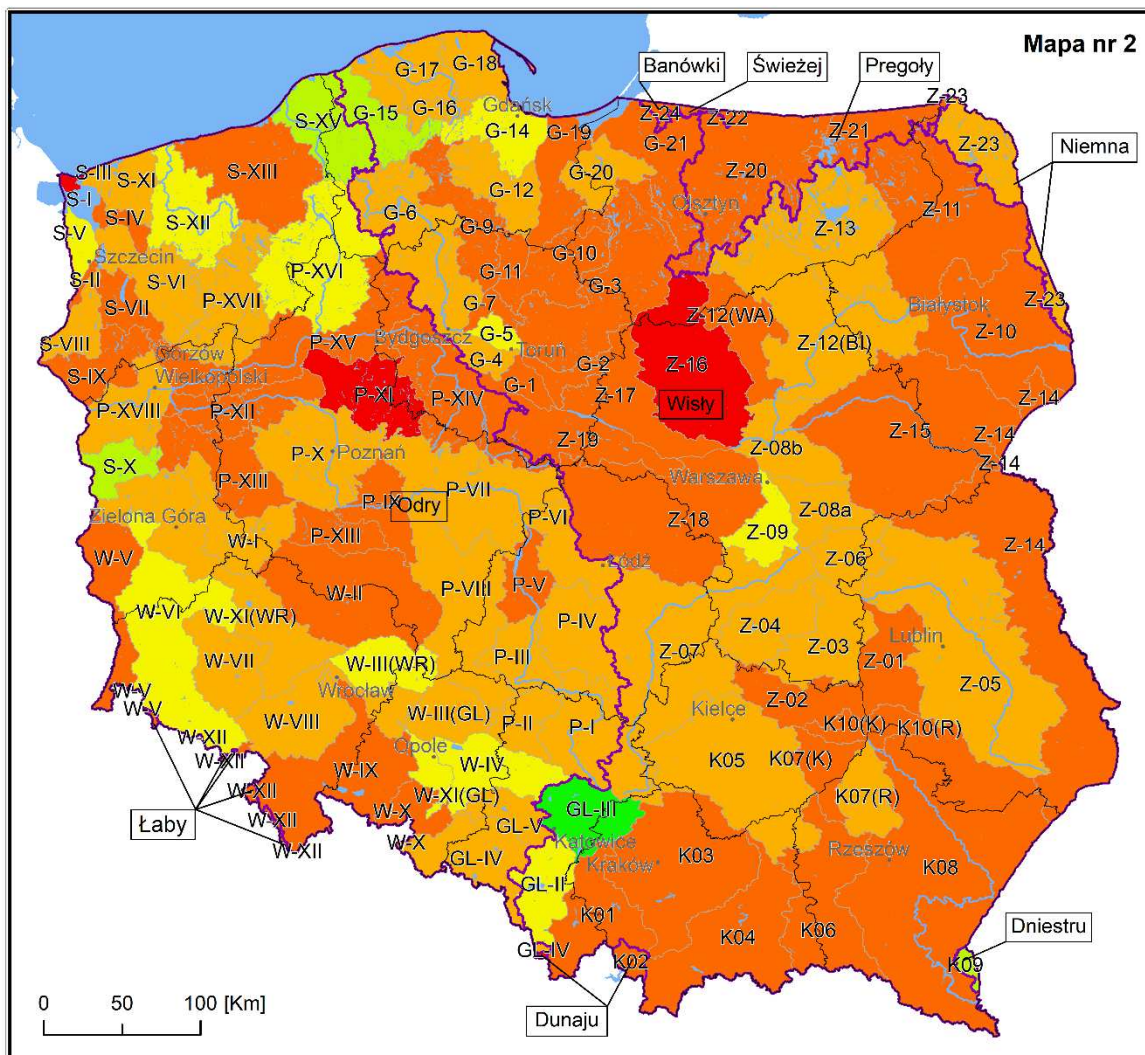 Mapa nr 2
Banówki
Świeżej
Pregoły
Niemna
G-18
G-17
G-16
Gdańsk
G-15
S-XV
G-14
G-19
Z-24
Z-22
Z-21
Z-23
Z-23
G-21
S-III
S-XI
S-XIII
S-I
S-IV
S-XII
S-V
G-12
G-20
Z-20
Olsztyn
G-6
G-9
Z-13
Z-11
Szczecin
S-II
S-VI
S-VII
P-XVI
P-XVII
G-10
G-11
G-3
G-7
Z-12(WA)
Białystok
Z-23
Z-10
Bydgoszcz
G-5
Toruń
Z-12(BI)
S-VIII
P-XV
G-4
G-2
Z-16
S-IX
Gorzów
Wielkopolski
G-1
Z-17
Wisły
P-XVIII
P-XII
P-XI
P-XIV
Z-14
Z-15
Z-14
Z-14
Z-19
Z-08b
S-X
P-X
Poznań
P-XIII
P-VII
Warszawa
P-IX
Odry
P-VI
Z-18
Z-09
Z-08a
Zielona Góra
W-I
P-XIII
Z-14
W-V
Łódź
Z-06
P-V
P-VIII
W-II
W-VI
W-XI(WR)
P-IV
Z-04
Z-03
Lublin
Z-07
Z-01
W-VII
W-III(WR)
P-III
Wrocław
Z-05
W-V
W-V
W-VIII
W-III(GL)
P-II
P-I
Kielce
Z-02
K10(K)
K10(R)
W-XII
W-XII
Opole
W-IV
K05
K07(K)
W-IX
W-XII
W-XI(GL)
W-X
GL-III
K07(R)
Łaby
W-XII
GL-V
Katowice
W-XII
W-X
GL-IV
Kraków
K03
Rzeszów
K08
GL-II
K01
K04
K06
GL-IV
K02
Dniestru
K09
Dunaju
0 50 100 [Km]